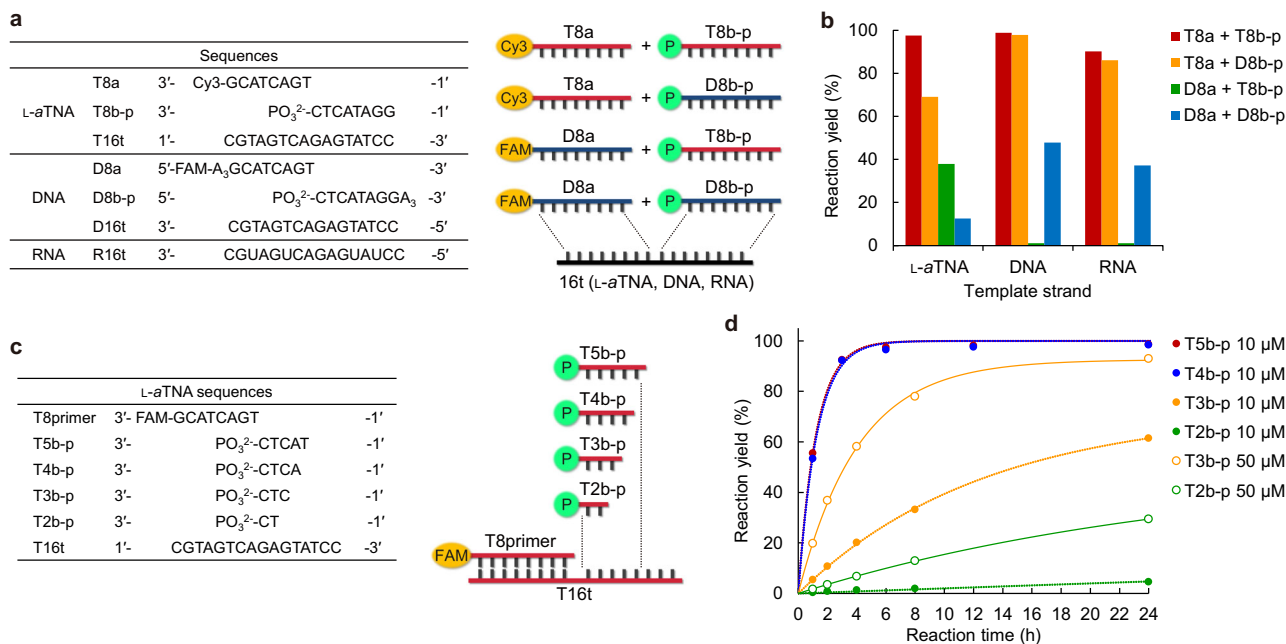 a
Sequences
L-aTNA T8a 3′- Cy3-GCATCAGT -1′
T8b-p 3′- PO₃²⁻-CTCATAGG -1′
T16t 1′- CGTAGTCAGAGTATCC -3′
DNA D8a 5′-FAM-A₃GCATCAGT -3′
D8b-p 5′- PO₃²⁻-CTCATAGGA₃ -3′
D16t 3′- CGTAGTCAGAGTATCC -5′
RNA R16t 3′- CGUAGUCAGAGUAUCC -5′
Cy3 T8a + P T8b-p
Cy3 T8a + P D8b-p
FAM D8a + P T8b-p
FAM D8a + P D8b-p
16t (L-aTNA, DNA, RNA)
b
Reaction yield (%)
100
80
60
40
20
0
L-aTNA DNA RNA
Template strand
T8a + T8b-p
T8a + D8b-p
D8a + T8b-p
D8a + D8b-p
c
L-aTNA sequences
T8primer 3′- FAM-GCATCAGT -1′
T5b-p 3′- PO₃²⁻-CTCAT -1′
T4b-p 3′- PO₃²⁻-CTCA -1′
T3b-p 3′- PO₃²⁻-CTC -1′
T2b-p 3′- PO₃²⁻-CT -1′
T16t 1′- CGTAGTCAGAGTATCC -3′
P T5b-p
P T4b-p
P T3b-p
P T2b-p
FAM T8primer
T16t
d
Reaction yield (%)
100
80
60
40
20
0
0 2 4 6 8 10 12 14 16 18 20 22 24
Reaction time (h)
T5b-p 10 µM
T4b-p 10 µM
T3b-p 10 µM
T2b-p 10 µM
T3b-p 50 µM
T2b-p 50 µM